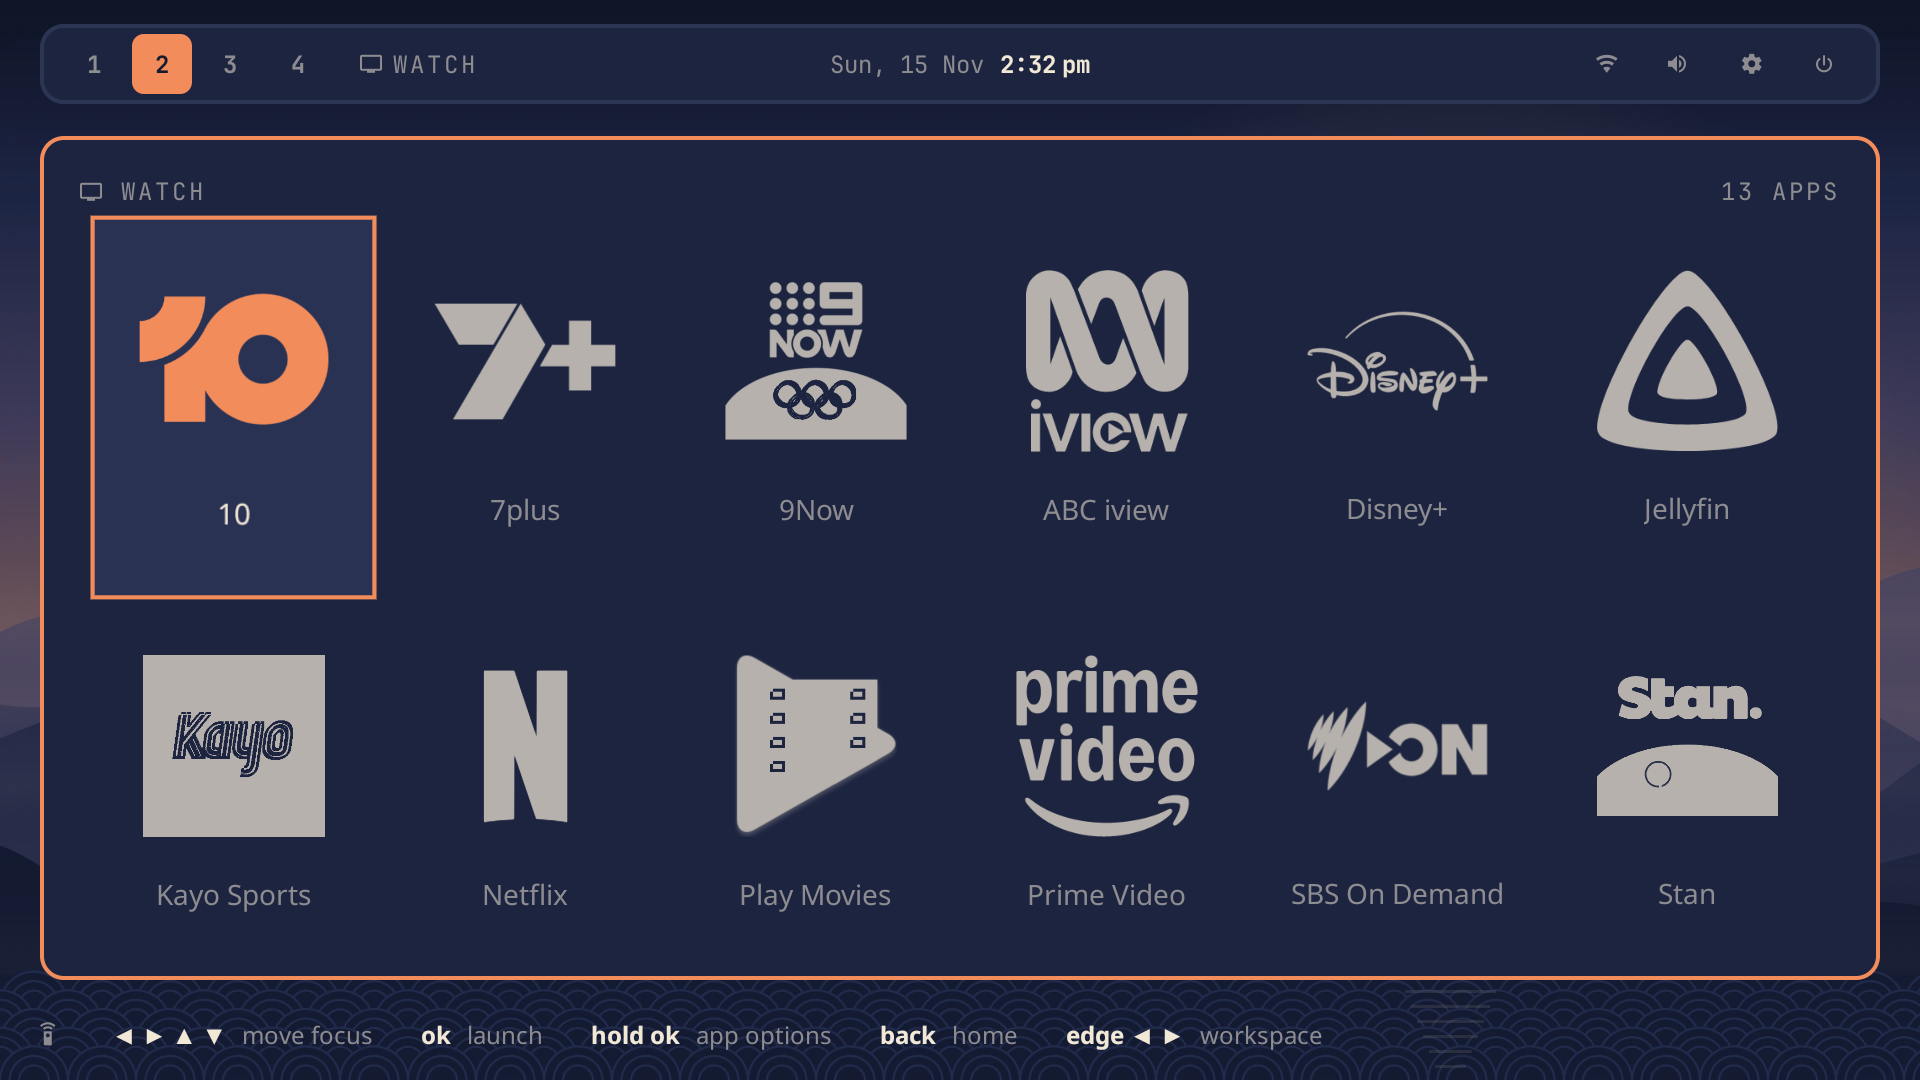 1 2 3 4 WATCH
Sun, 15 Nov 2:32 pm
WATCH
13 APPS
10
7+
9
NOW
iview
Disney+
10
7plus
9Now
ABC iview
Disney+
Jellyfin
Kayo
N
prime
video
ON
Stan.
Kayo Sports
Netflix
Play Movies
Prime Video
SBS On Demand
Stan
◀ ▶ ▲ ▼ move focus ok launch hold ok app options back home edge ◀ ▶ workspace